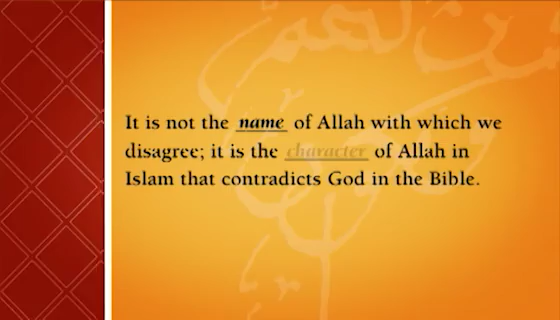 It is not the name of Allah with which we
disagree; it is the character of Allah in
Islam that contradicts God in the Bible.